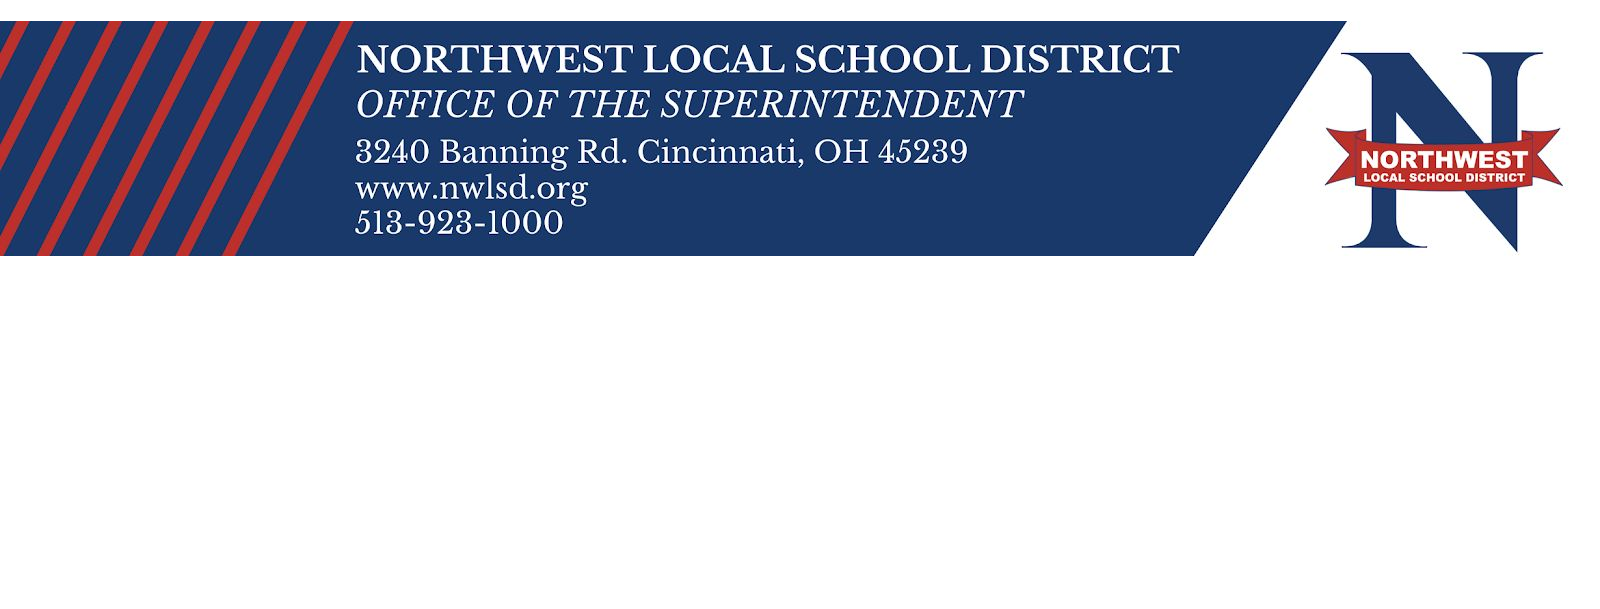 NORTHWEST LOCAL SCHOOL DISTRICT
OFFICE OF THE SUPERINTENDENT
3240 Banning Rd. Cincinnati, OH 45239
www.nwlsd.org
513-923-1000
N
NORTHWEST
LOCAL SCHOOL DISTRICT